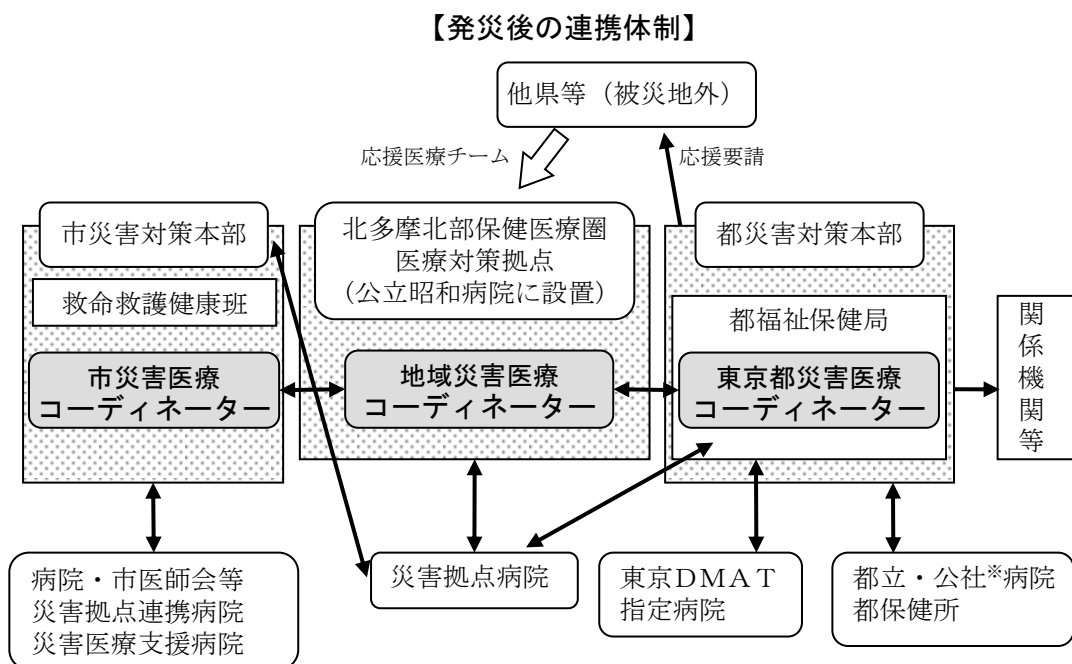 【発災後の連携体制】
他県等（被災地外）
応援医療チーム
応援要請
市災害対策本部
救命救護健康班
市災害医療
コーディネーター
北多摩北部保健医療圏
医療対策拠点
（公立昭和病院に設置）
地域災害医療
コーディネーター
都災害対策本部
都福祉保健局
東京都災害医療
コーディネーター
関
係
機
関
等
病院・市医師会等
災害拠点連携病院
災害医療支援病院
災害拠点病院
東京DMAT
指定病院
都立・公社※病院
都保健所